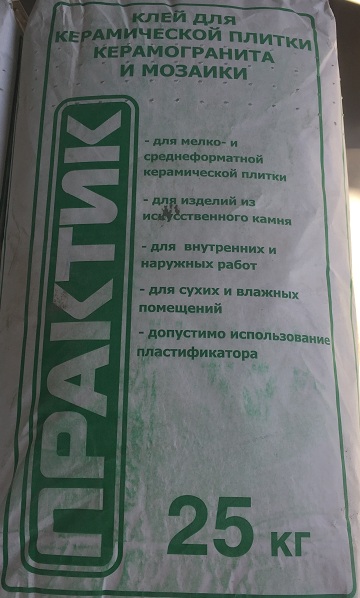 КЛЕЙ ДЛЯ
КЕРАМИЧЕСКОЙ ПЛИТКИ
КЕРАМОГРАНИТА
И МОЗАИКИ
ПРАКТИК
- для мелко- и
среднеформатной
керамической плитки
- для изделий из
искусственного камня
- для внутренних и
наружных работ
- для сухих и влажных
помещений
- допустимо использование
пластификатора
25 кг